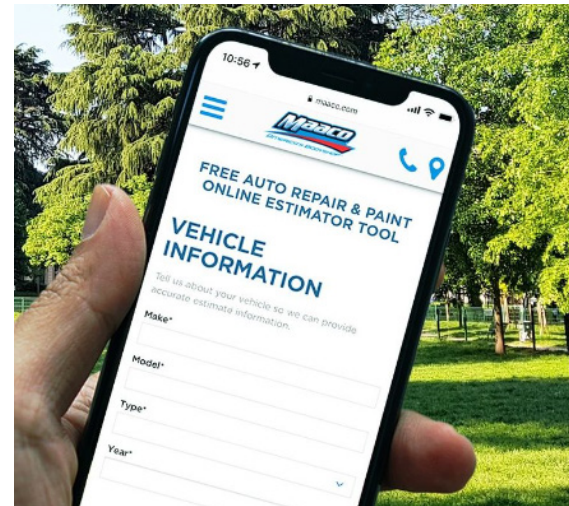 10:56
maaco.com
Maaco
FREE AUTO REPAIR & PAINT
ONLINE ESTIMATOR TOOL
VEHICLE
INFORMATION
Tell us about your vehicle so we can provide
accurate estimate information.
Make*
Model*
Type*
Year*